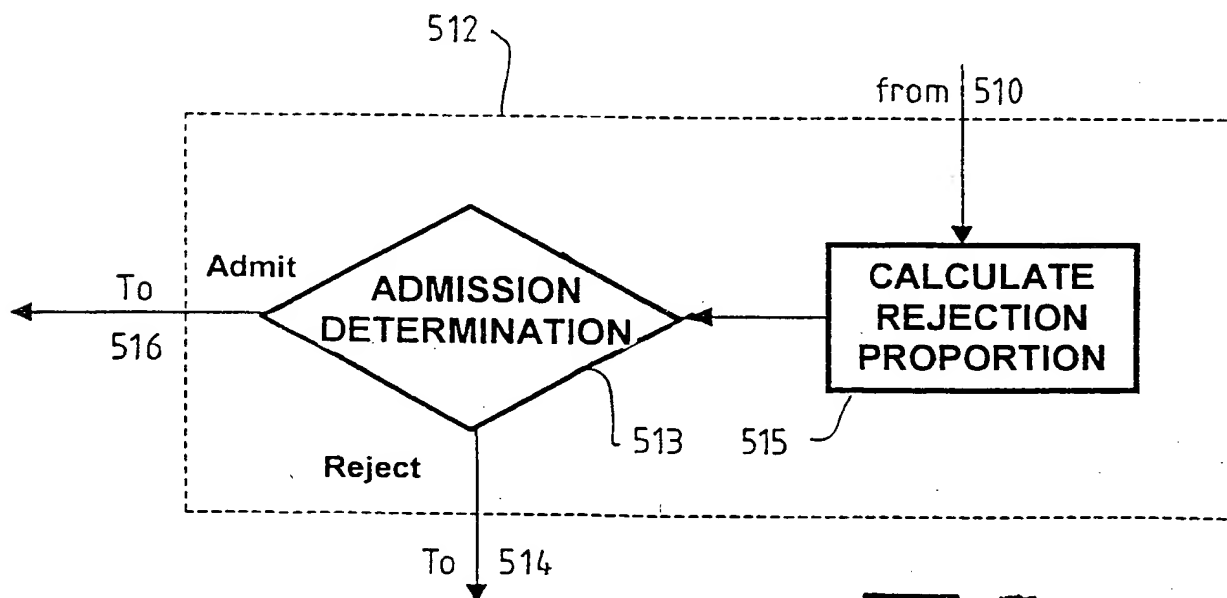 512
from 510
Admit
ADMISSION
DETERMINATION
To
516
CALCULATE
REJECTION
PROPORTION
513
515
Reject
To 514